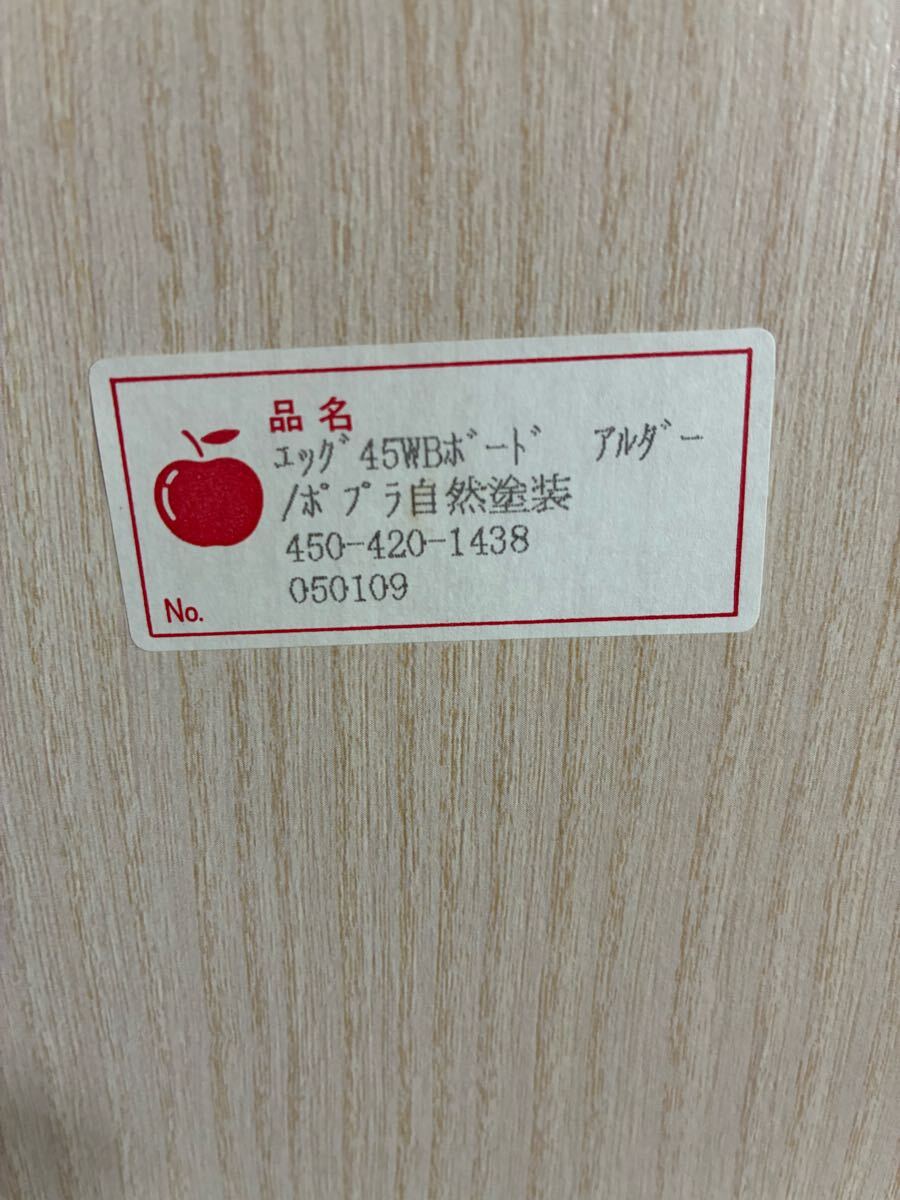 品名
ｴｯｸﾞ45WBﾎﾞｰﾄﾞ　ｱﾙﾀﾞｰ
/ﾎﾟﾌﾟﾗ自然塗装
450-420-1438
050109
No.